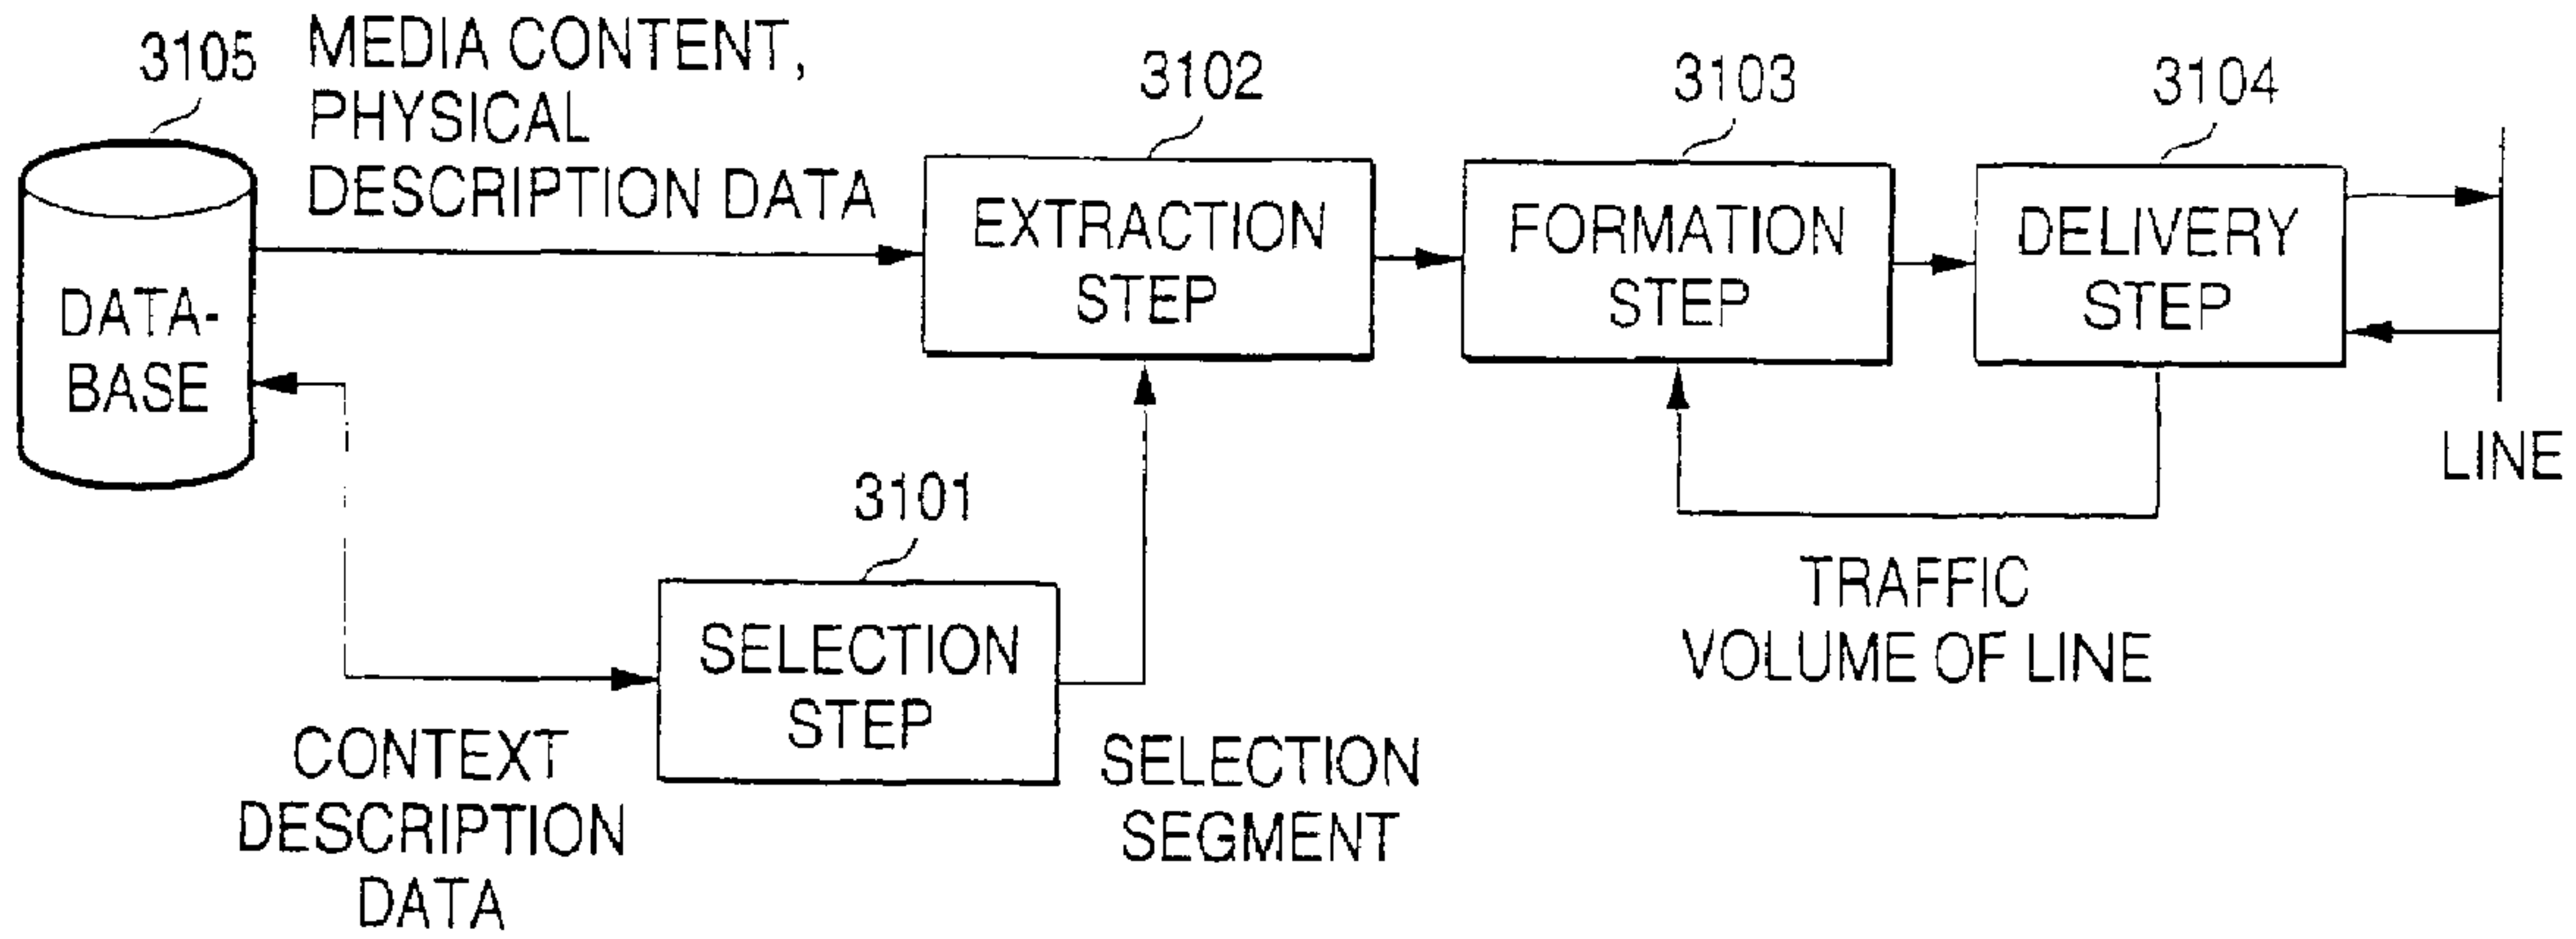 3105
MEDIA CONTENT,
PHYSICAL
DESCRIPTION DATA
3102
3103
3104
DATA-
BASE
EXTRACTION
STEP
FORMATION
STEP
DELIVERY
STEP
LINE
3101
SELECTION
STEP
TRAFFIC
VOLUME OF LINE
CONTEXT
DESCRIPTION
DATA
SELECTION
SEGMENT